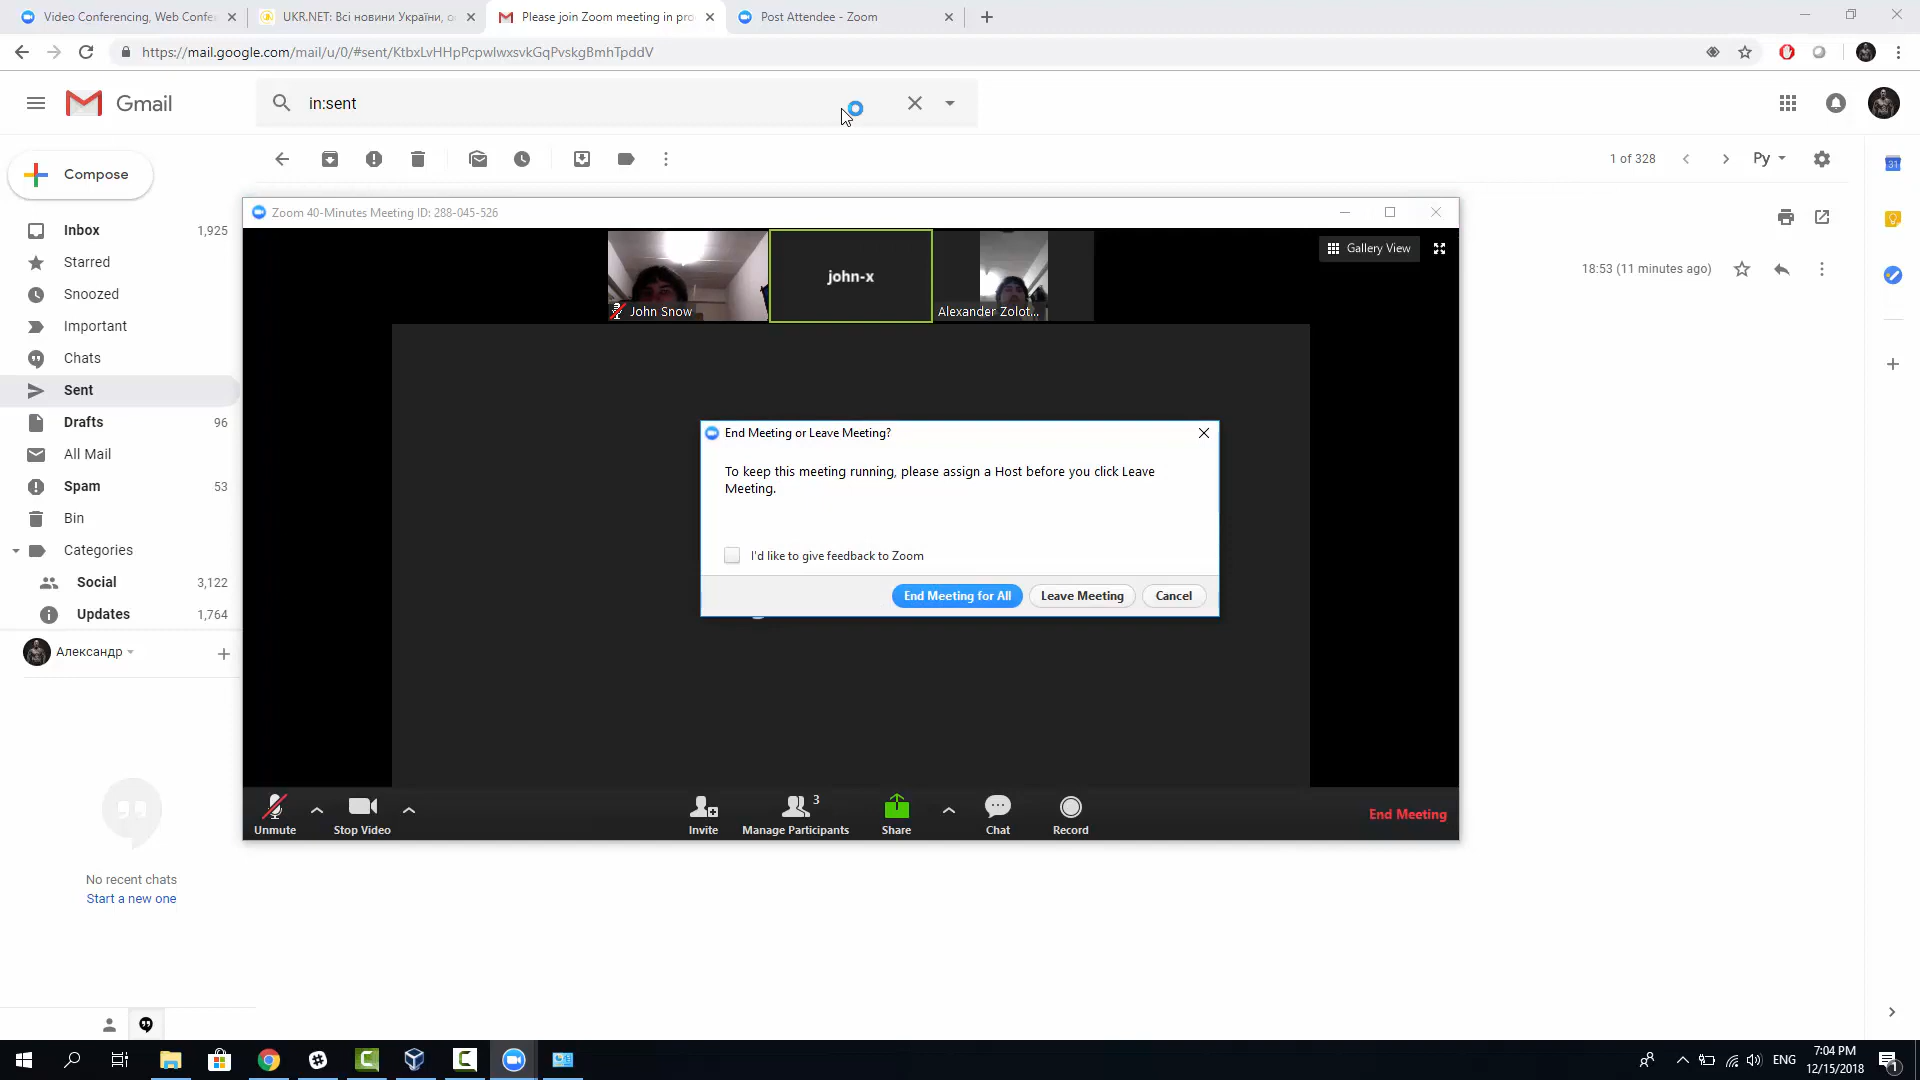 Video Conferencing, Web Confe
UKR.NET: Всі новини України, о
Please join Zoom meeting in pro
Post Attendee - Zoom
https://mail.google.com/mail/u/0/#sent/KtbxLvHHpPcpwlwxsvkGqPvskgBmhTpddV
Gmail
in:sent
Compose
1 of 328
Ру
Inbox 1,925
Starred
Snoozed
Important
Chats
Sent
Drafts 96
All Mail
Spam 53
Bin
Categories
Social 3,122
Updates 1,764
Александр
No recent chats
Start a new one
18:53 (11 minutes ago)
31
Zoom 40-Minutes Meeting ID: 288-045-526
Gallery View
John Snow
john-x
Alexander Zolot...
End Meeting or Leave Meeting?
To keep this meeting running, please assign a Host before you click Leave
Meeting.
I'd like to give feedback to Zoom
End Meeting for All
Leave Meeting
Cancel
Unmute
Stop Video
Invite
3
Manage Participants
Share
Chat
Record
End Meeting
ENG
7:04 PM
12/15/2018
1